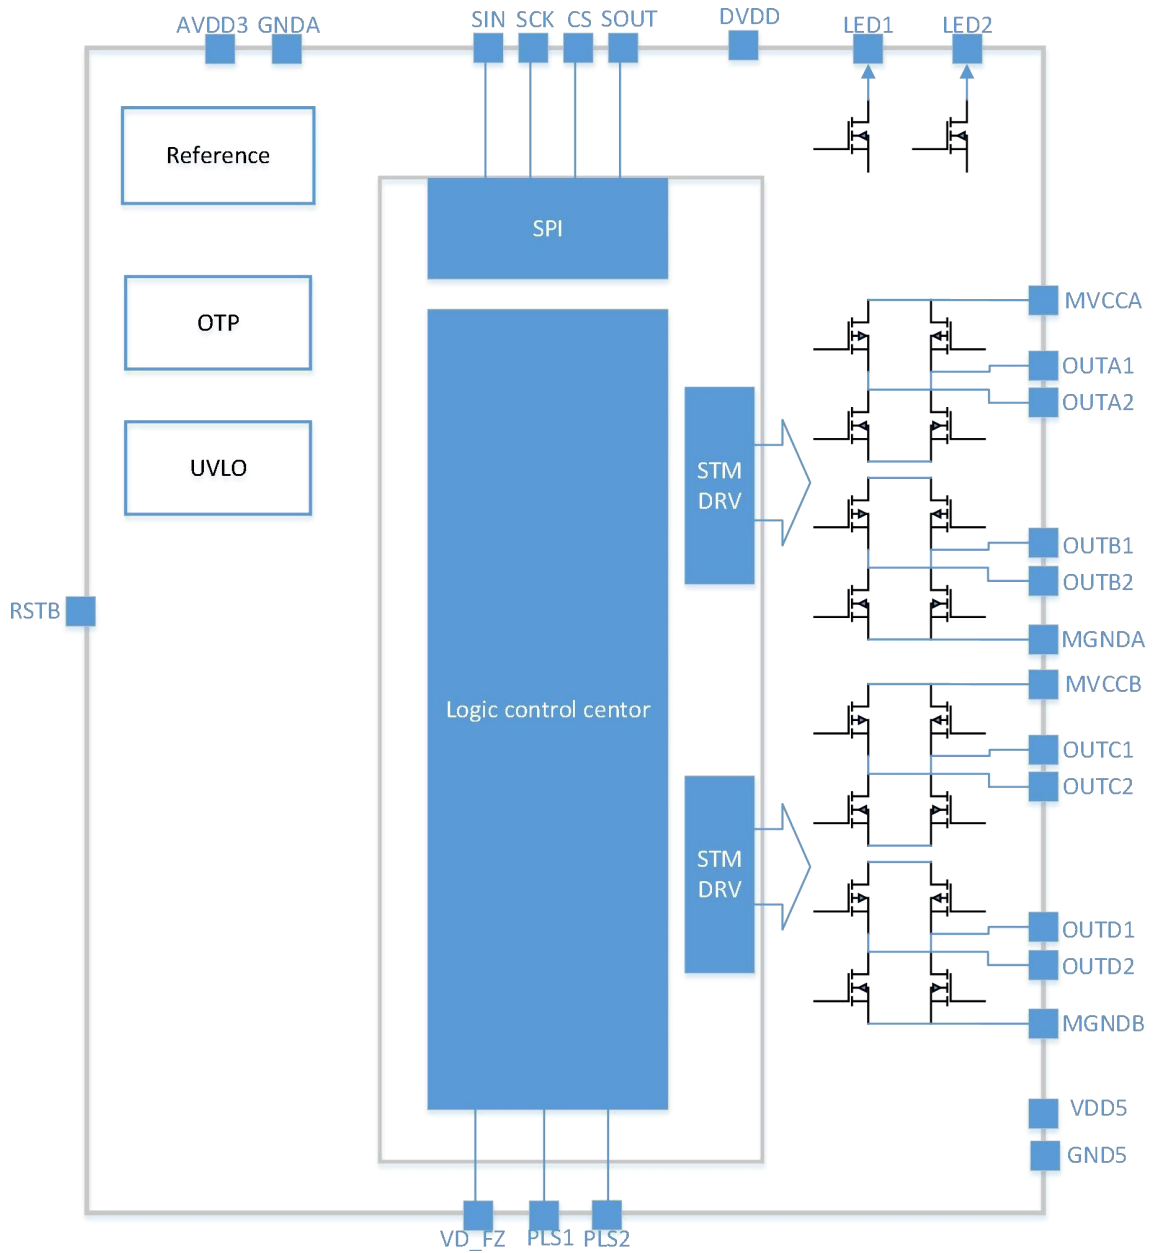 AVDD3 GNDA SIN SCK CS SOUT DVDD LED1 LED2
Reference
SPI
OTP
UVLO
STM
DRV
MVCCA
OUTA1
OUTA2
OUTB1
OUTB2
RSTB
MGNDA
MVCCB
Logic control centor
OUTC1
OUTC2
STM
DRV
OUTD1
OUTD2
MGNDB
VDD5
GND5
VD_FZ PLS1 PLS2